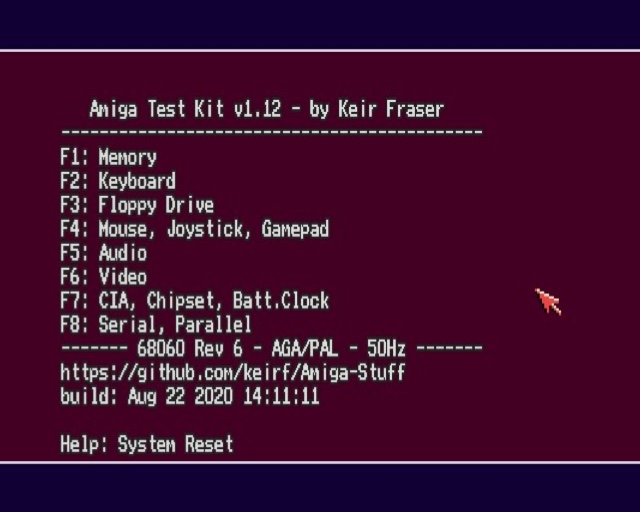 Amiga Test Kit v1.12 - by Keir Fraser
--------------------------------------------
F1: Memory
F2: Keyboard
F3: Floppy Drive
F4: Mouse, Joystick, Gamepad
F5: Audio
F6: Video
F7: CIA, Chipset, Batt.Clock
F8: Serial, Parallel
------- 68060 Rev 6 - AGA/PAL - 50Hz -------
https://github.com/keirf/Amiga-Stuff
build: Aug 22 2020 14:11:11
Help: System Reset